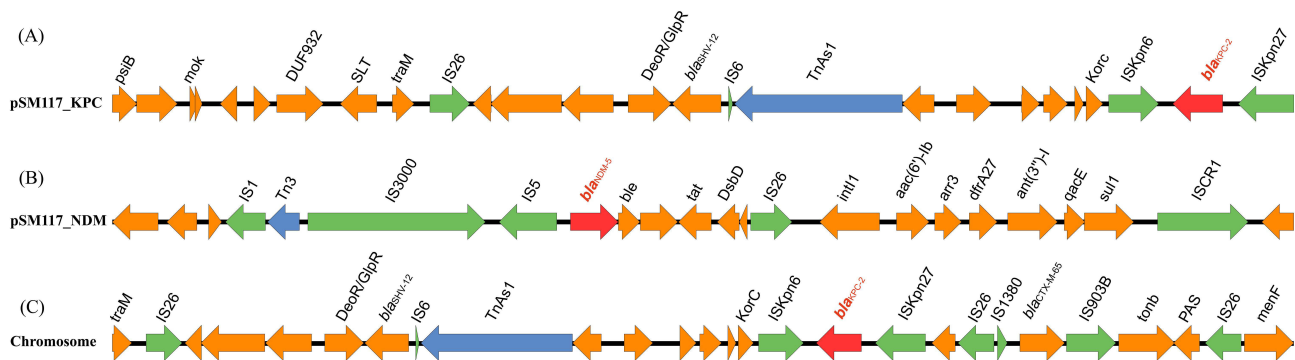 (A)
psiB mok DUF932 SLT traM IS26 DeoR/GlpR blaSHV-12 IS6 TnAs1 Korc ISKpn6 blaKPC-2 ISKpn27
pSM117_KPC
(B)
IS1 Tn3 IS3000 IS5 blaNDM-5 ble tat DsbD IS26 intI1 aac(6')-Ib arr3 dfrA27 ant(3'')-I qacE sul1 ISCR1
pSM117_NDM
(C)
traM IS26 DeoR/GlpR blaSHV-12 IS6 TnAs1 KorC ISKpn6 blaKPC-2 ISKpn27 IS26 IS1380 blaCTX-M-65 IS903B tonb PAS IS26 menF
Chromosome